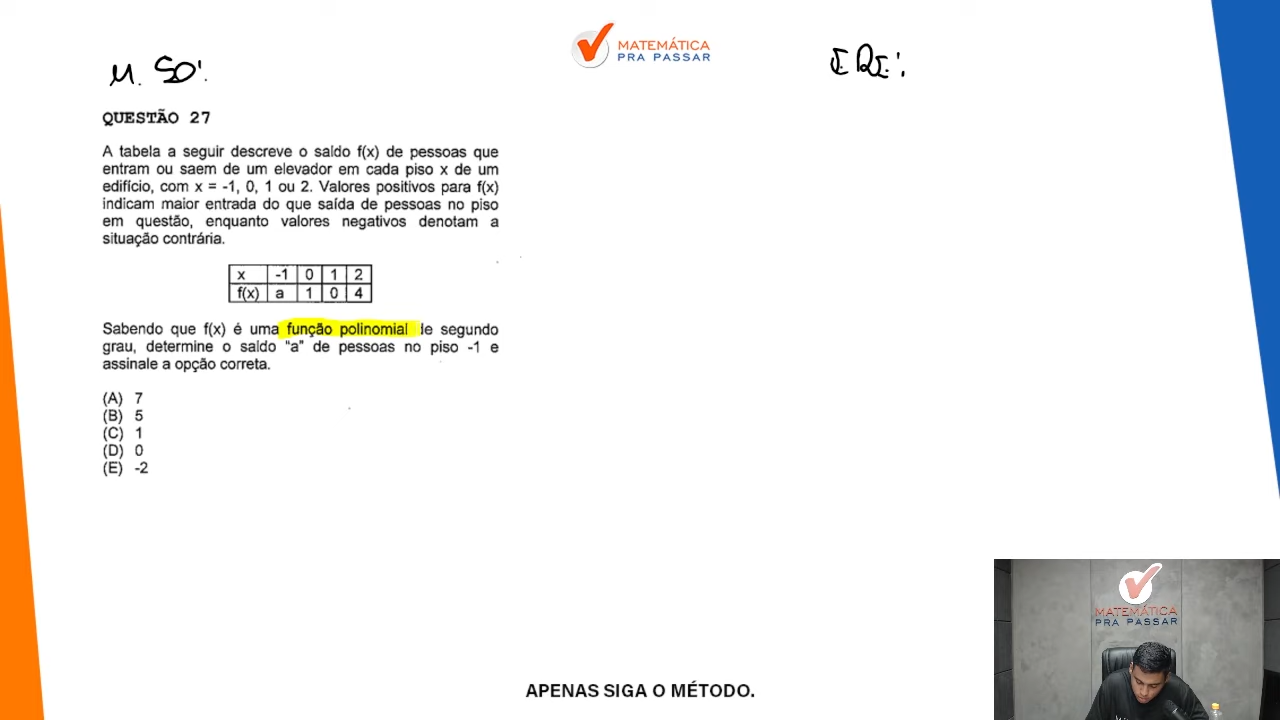 M. SD'.
MATEMÁTICA
PRA PASSAR
QUESTÃO 27
A tabela a seguir descreve o saldo f(x) de pessoas que
entram ou saem de um elevador em cada piso x de um
edifício, com x = -1, 0, 1 ou 2. Valores positivos para f(x)
indicam maior entrada do que saída de pessoas no piso
em questão, enquanto valores negativos denotam a
situação contrária.
x -1 0 1 2
f(x) a 1 0 4
Sabendo que f(x) é uma função polinomial de segundo
grau, determine o saldo "a" de pessoas no piso -1 e
assinale a opção correta.
(A) 7
(B) 5
(C) 1
(D) 0
(E) -2
MATEMÁTICA
PRA PASSAR
APENAS SIGA O MÉTODO.